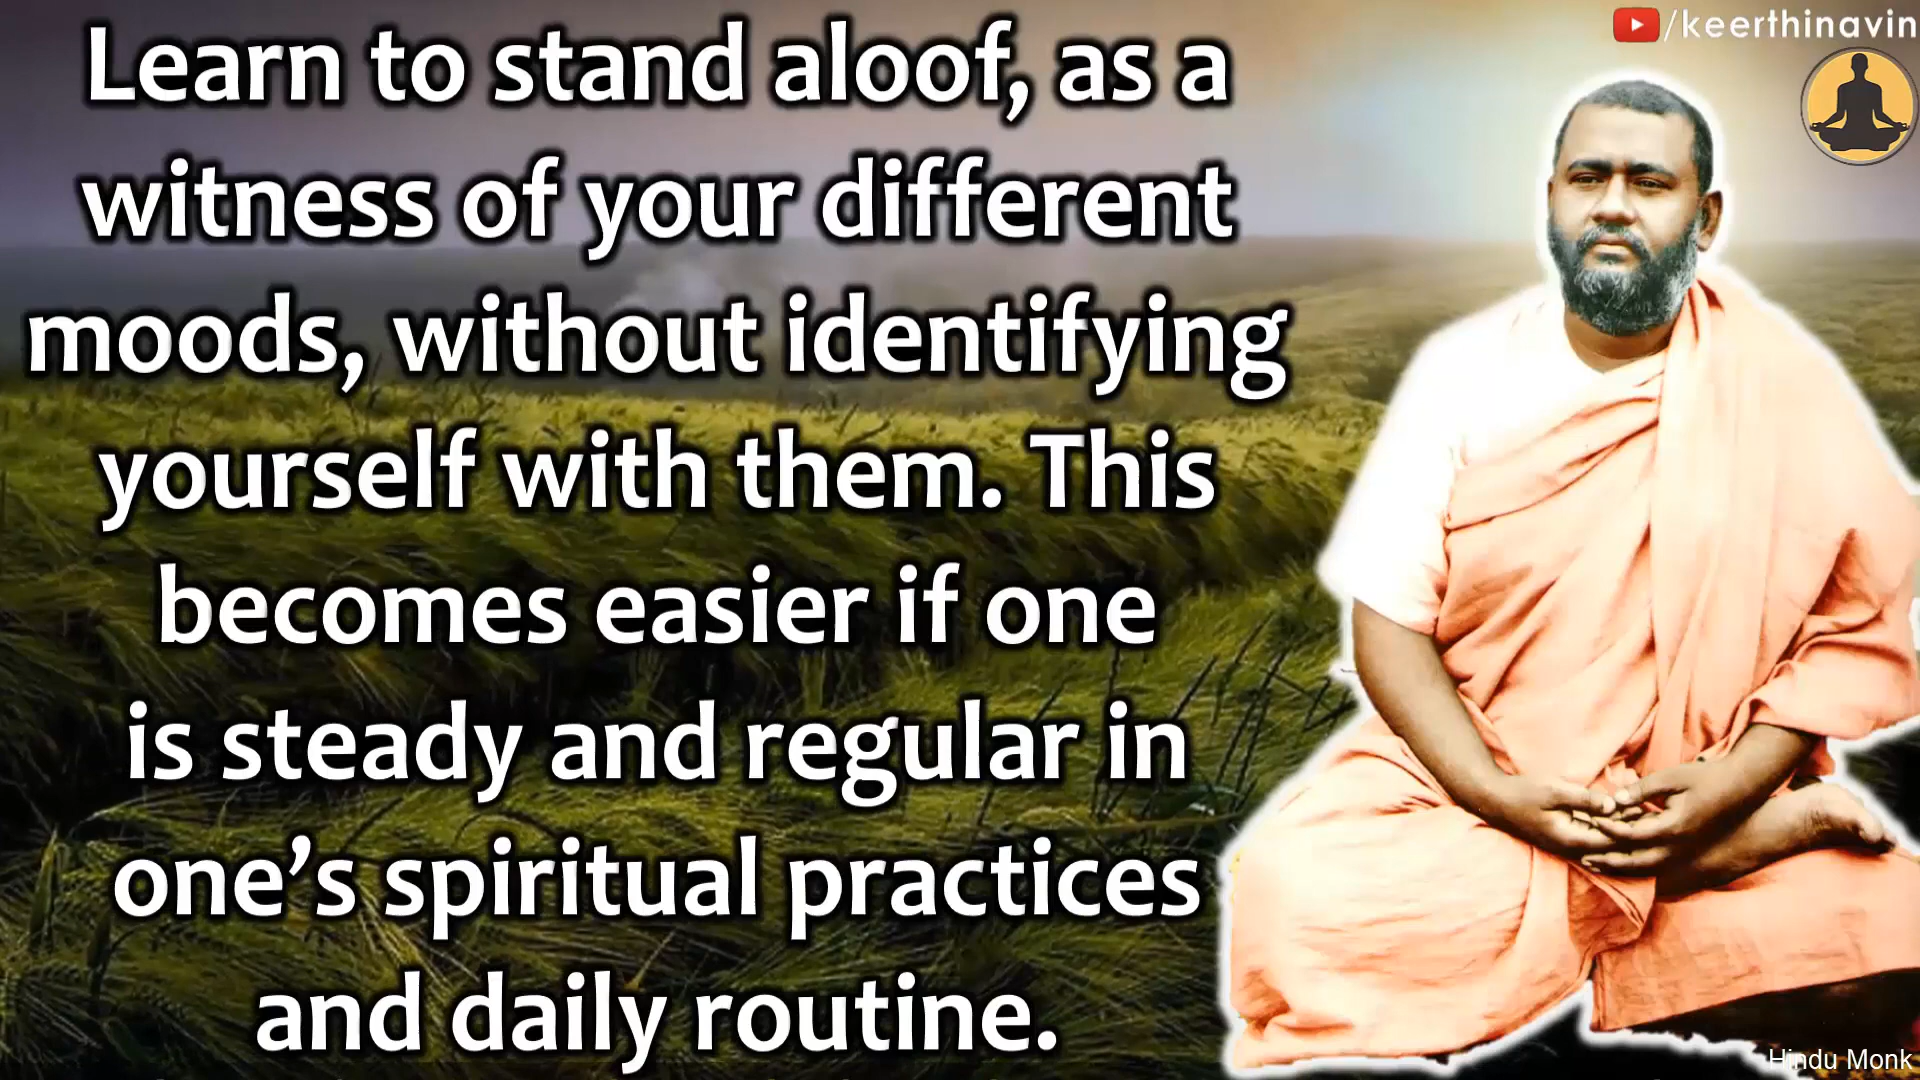 /keerthinavin
Learn to stand aloof, as a
witness of your different
moods, without identifying
yourself with them. This
becomes easier if one
is steady and regular in
one’s spiritual practices
and daily routine.
Hindu Monk